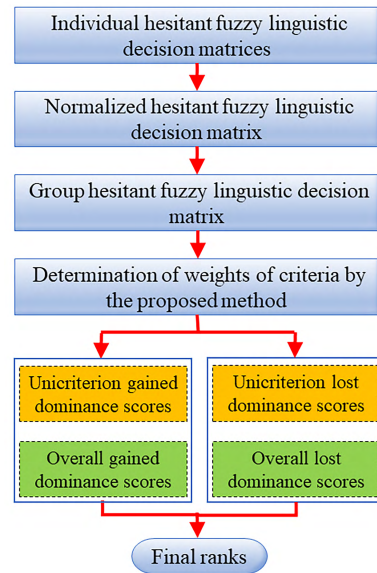 Individual hesitant fuzzy linguistic
decision matrices
Normalized hesitant fuzzy linguistic
decision matrix
Group hesitant fuzzy linguistic decision
matrix
Determination of weights of criteria by
the proposed method
Unicriterion gained
dominance scores
Overall gained
dominance scores
Unicriterion lost
dominance scores
Overall lost
dominance scores
Final ranks